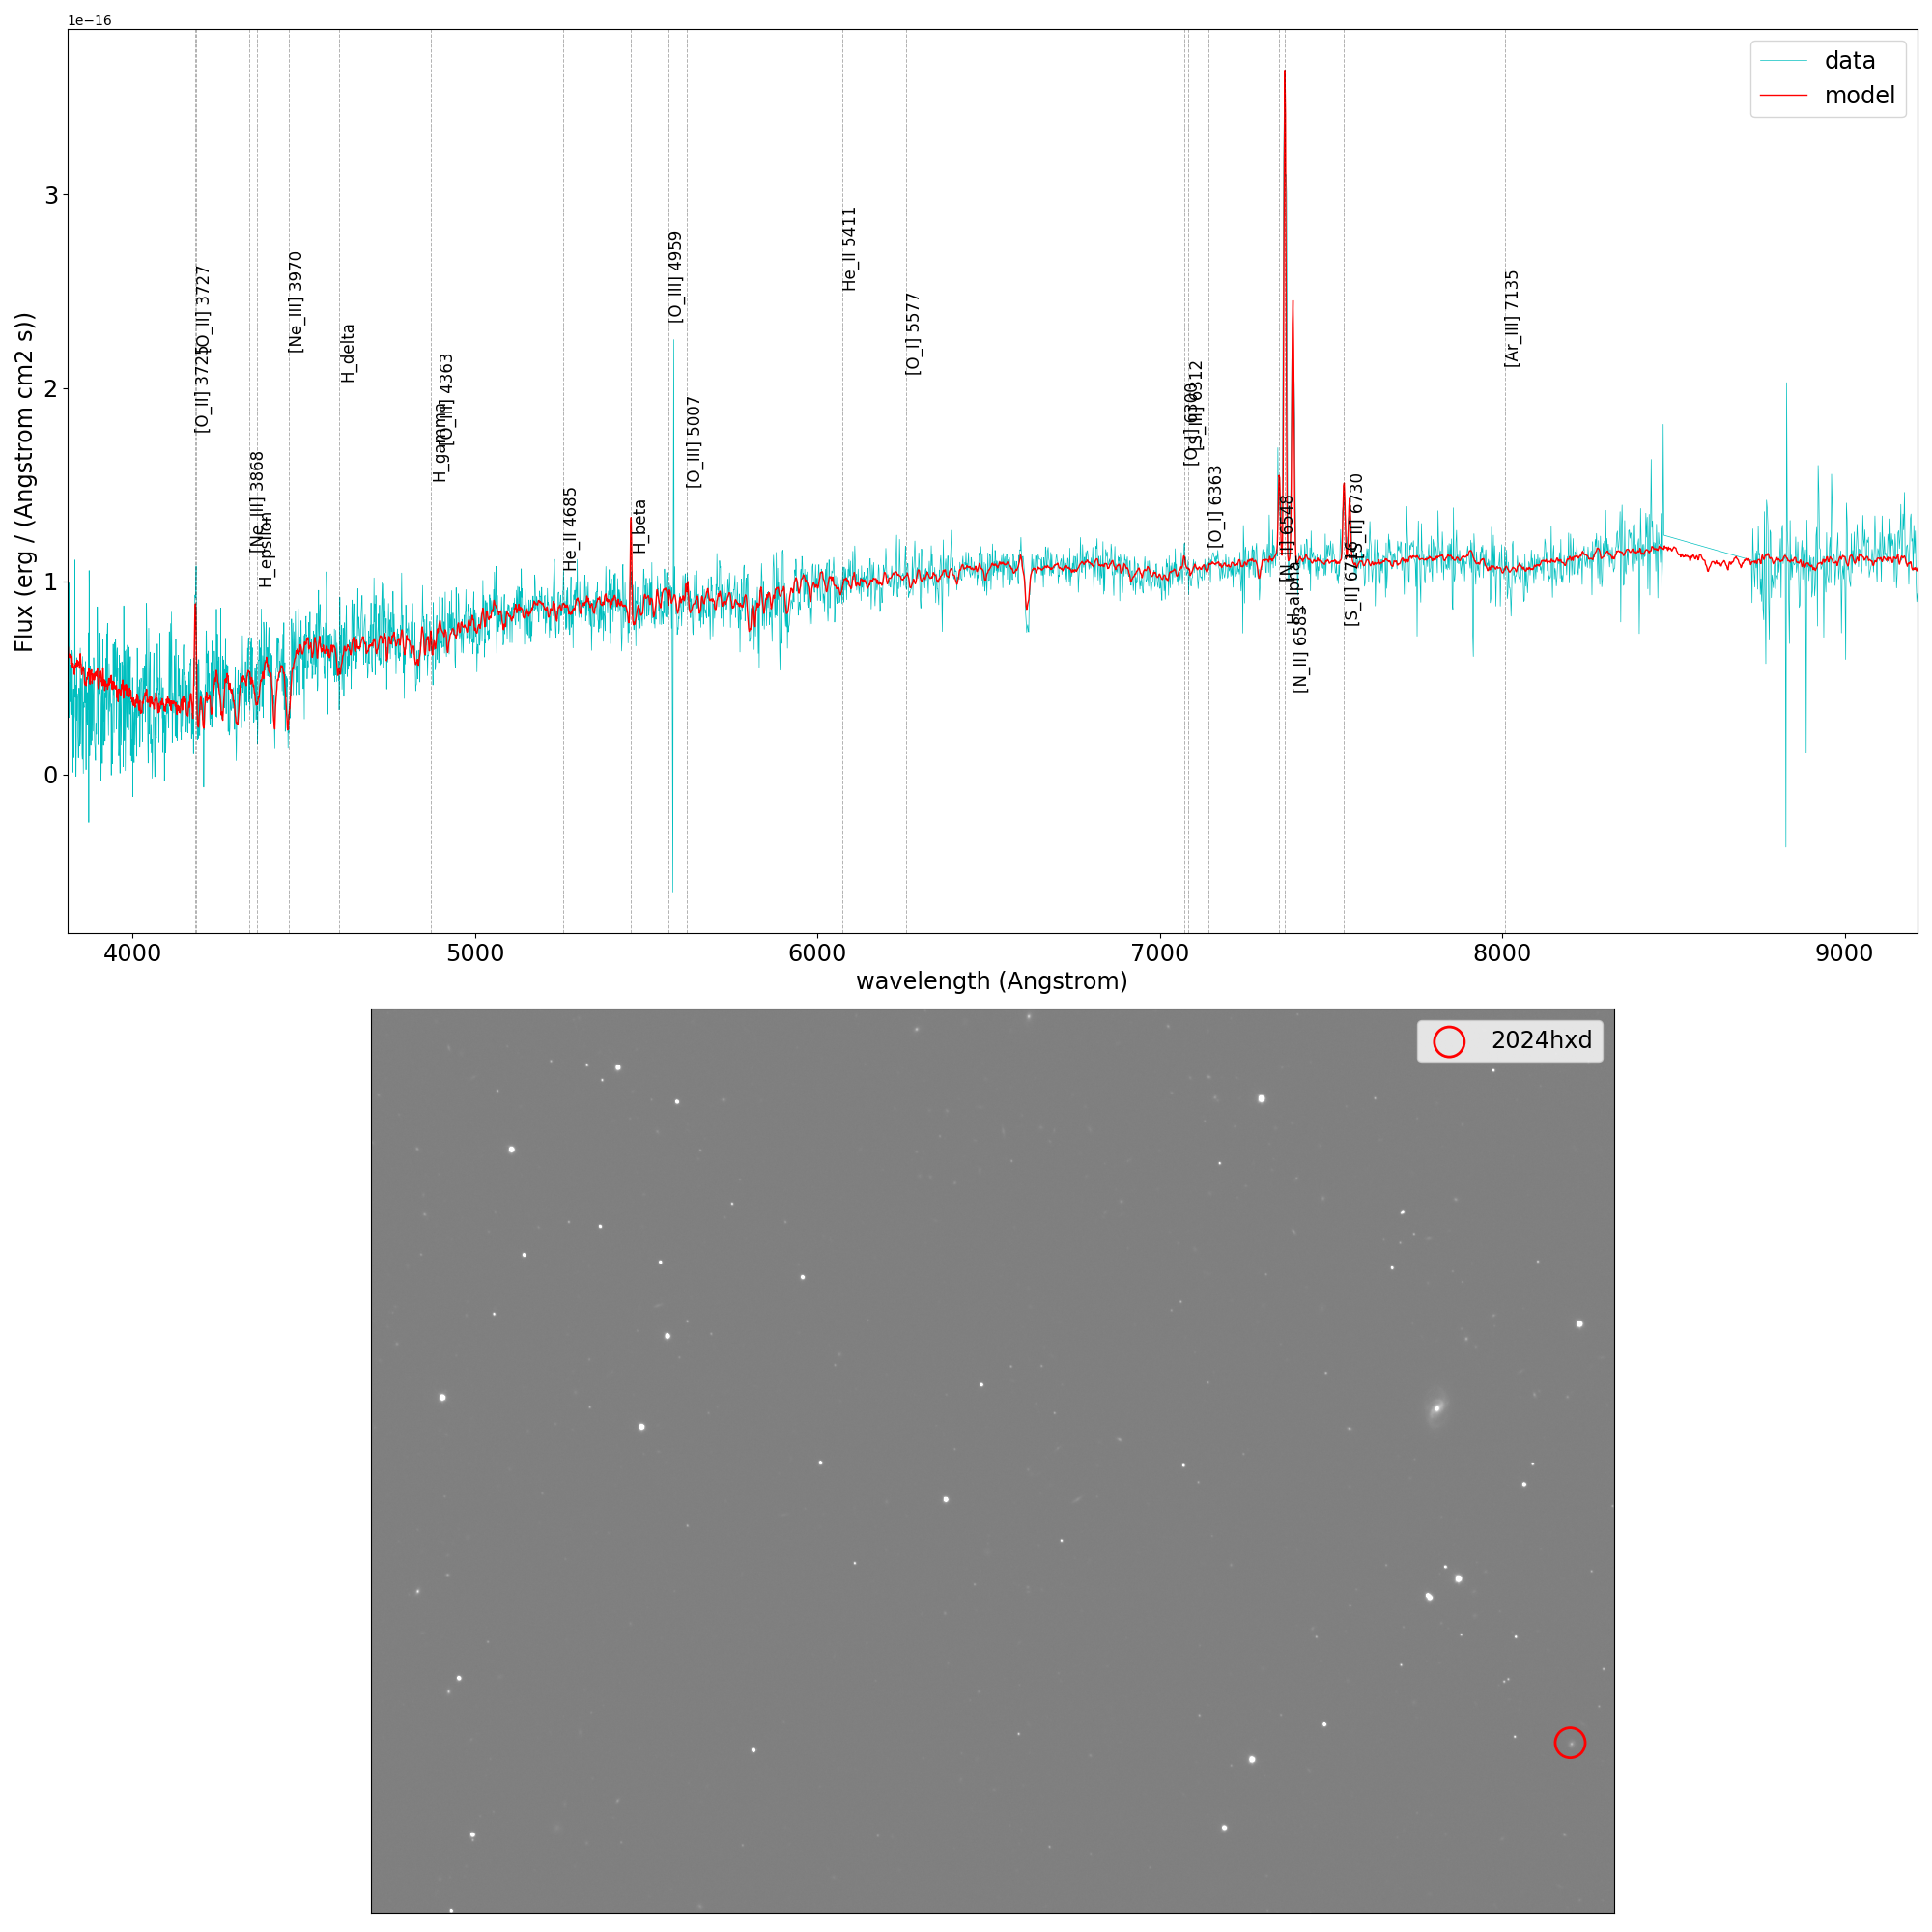 1e−16
data
model
Flux (erg / (Angstrom cm2 s))
3
2
1
0
[O_II] 3725
[O_II] 3727
[Ne_III] 3868
H_epsilon
[Ne_III] 3970
H_delta
H_gamma
[O_III] 4363
He_II 4685
H_beta
[O_III] 4959
[O_III] 5007
He_II 5411
[O_I] 5577
[O_I] 6300
[S_III] 6312
[O_I] 6363
[N_II] 6548
H_alpha
[N_II] 6583
[S_II] 6716
[S_II] 6730
[Ar_III] 7135
4000 5000 6000 7000 8000 9000
wavelength (Angstrom)
2024hxd